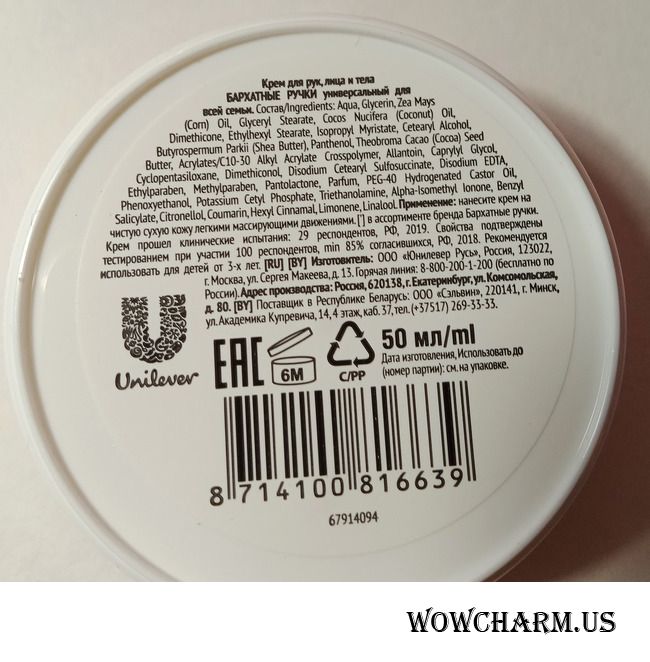 Крем для рук, лица и тела
БАРХАТНЫЕ РУЧКИ универсальный для
всей семьи. Состав/Ingredients: Aqua, Glycerin, Zea Mays
(Corn) Oil, Glyceryl Stearate, Cocos Nucifera (Coconut) Oil,
Dimethicone, Ethylhexyl Stearate, Isopropyl Myristate, Cetearyl Alcohol,
Butyrospermum Parkii (Shea Butter), Panthenol, Theobroma Cacao (Cocoa) Seed
Butter, Acrylates/C10-30 Alkyl Acrylate Crosspolymer, Allantoin, Caprylyl Glycol,
Cyclopentasiloxane, Dimethiconol, Disodium Cetearyl Sulfosuccinate, Disodium EDTA,
Ethylparaben, Methylparaben, Pantolactone, Parfum, PEG-40 Hydrogenated Castor Oil,
Phenoxyethanol, Potassium Cetyl Phosphate, Triethanolamine, Alpha-Isomethyl Ionone, Benzyl
Salicylate, Citronellol, Coumarin, Hexyl Cinnamal, Limonene, Linalool. Применение: нанесите крем на
чистую сухую кожу легкими массирующими движениями. [*] в ассортименте бренда Бархатные ручки.
Крем прошел клинические испытания: 29 респондентов, РФ, 2019. Свойства подтверждены
тестированием при участии 100 респондентов, min 85% согласившихся, РФ, 2018. Рекомендуется
использовать для детей от 3-х лет. [RU] [BY] Изготовитель: ООО «Юнилевер Русь», Россия, 123022,
г. Москва, ул. Сергея Макеева, д. 13. Горячая линия: 8-800-200-1-200 (бесплатно по
России). Адрес производства: Россия, 620138, г. Екатеринбург, ул. Комсомольская,
д. 80. [BY] Поставщик в Республике Беларусь: ООО «Сэльвин», 220141, г. Минск,
ул. Академика Купревича, 14, 4 этаж, каб. 37, тел. (+37517) 269-33-33.
Unilever
EAC
6M
C/PP
50 мл/ml
Дата изготовления, Использовать до
(номер партии): см. на упаковке.
8 714100 816639
67914094
WOWCHARM.US